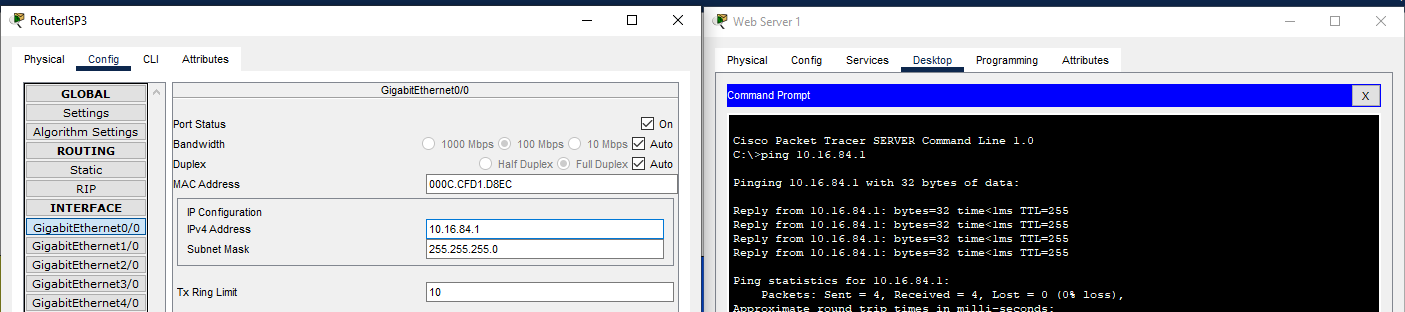 RouterISP3
Physical Config CLI Attributes
GLOBAL
Settings
Algorithm Settings
ROUTING
Static
RIP
INTERFACE
GigabitEthernet0/0
GigabitEthernet1/0
GigabitEthernet2/0
GigabitEthernet3/0
GigabitEthernet4/0
GigabitEthernet0/0
Port Status On
Bandwidth 1000 Mbps 100 Mbps 10 Mbps Auto
Duplex Half Duplex Full Duplex Auto
MAC Address 000C.CFD1.D8EC
IP Configuration
IPv4 Address 10.16.84.1
Subnet Mask 255.255.255.0
Tx Ring Limit 10
Web Server 1
Physical Config Services Desktop Programming Attributes
Command Prompt X
Cisco Packet Tracer SERVER Command Line 1.0
C:\>ping 10.16.84.1
Pinging 10.16.84.1 with 32 bytes of data:
Reply from 10.16.84.1: bytes=32 time<1ms TTL=255
Reply from 10.16.84.1: bytes=32 time<1ms TTL=255
Reply from 10.16.84.1: bytes=32 time<1ms TTL=255
Reply from 10.16.84.1: bytes=32 time<1ms TTL=255
Ping statistics for 10.16.84.1:
Packets: Sent = 4, Received = 4, Lost = 0 (0% loss),
Approximate round trip times in milli-seconds: